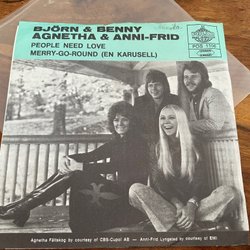 BJÖRN & BENNY
AGNETHA & ANNI-FRID
PEOPLE NEED LOVE
MERRY-GO-ROUND (EN KARUSELL)
Agnetha Fältskog by courtesy of CBS-Cupol AB — Anni-Frid Lyngstad by courtesy of EMI